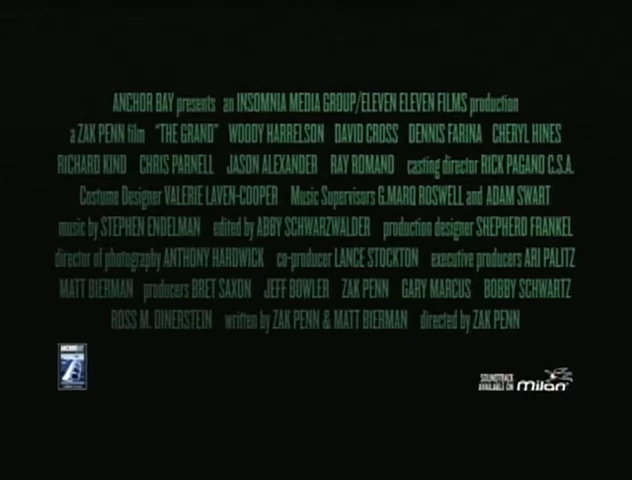 ANCHOR BAY presents an INSOMNIA MEDIA GROUP/ELEVEN ELEVEN FILMS production
a ZAK PENN film "THE GRAND" WOODY HARRELSON DAVID CROSS DENNIS FARINA CHERYL HINES
RICHARD KIND CHRIS PARNELL JASON ALEXANDER RAY ROMANO casting director RICK PAGANO C.S.A.
Costume Designer VALERIE LAVEN-COOPER Music Supervisors G.MARQ ROSWELL and ADAM SWART
music by STEPHEN ENDELMAN edited by ABBY SCHWARZWALDER production designer SHEPHERD FRANKEL
director of photography ANTHONY HARDWICK co-producer LANCE STOCKTON executive producers ARI PALITZ
MATT BIERMAN producers BRET SAXON JEFF BOWLER ZAK PENN GARY MARCUS BOBBY SCHWARTZ
ROSS M. DINERSTEIN written by ZAK PENN & MATT BIERMAN directed by ZAK PENN
ANCHOR BAY
SOUNDTRACK
AVAILABLE ON milan